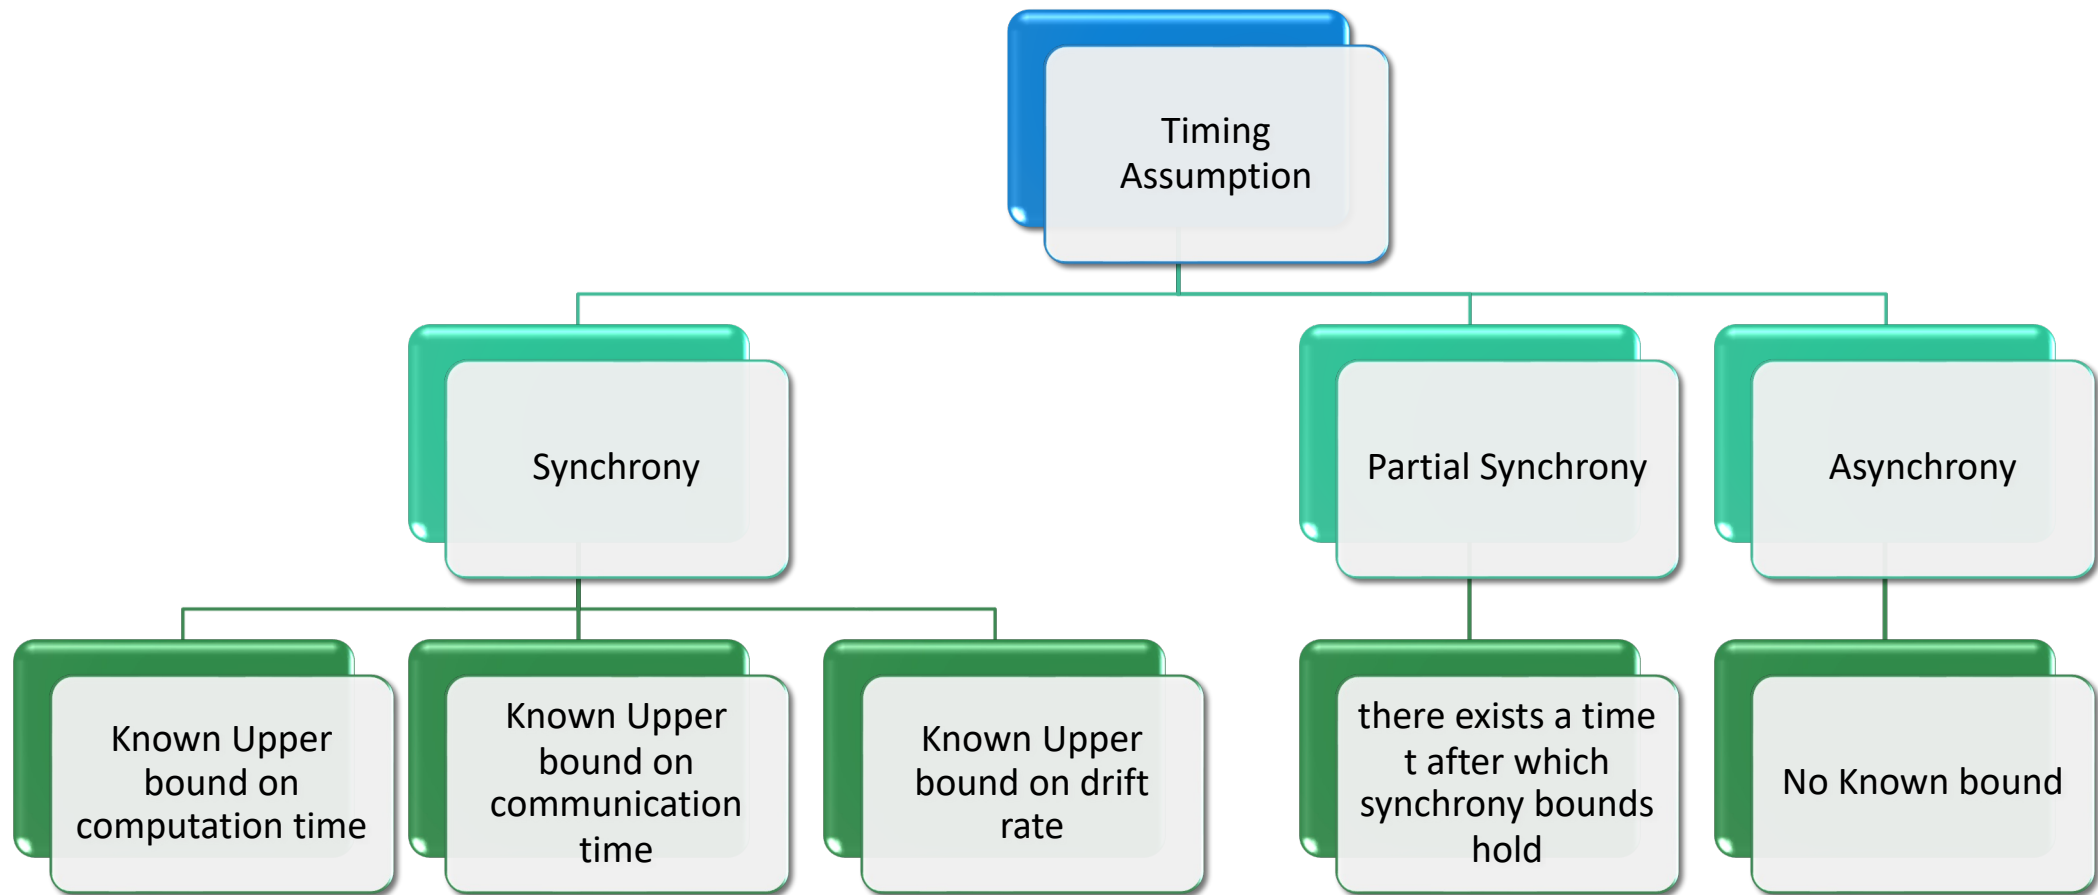 Timing
Assumption
Synchrony
Partial Synchrony
Asynchrony
Known Upper
bound on
computation time
Known Upper
bound on
communication
time
Known Upper
bound on drift
rate
there exists a time
t after which
synchrony bounds
hold
No Known bound